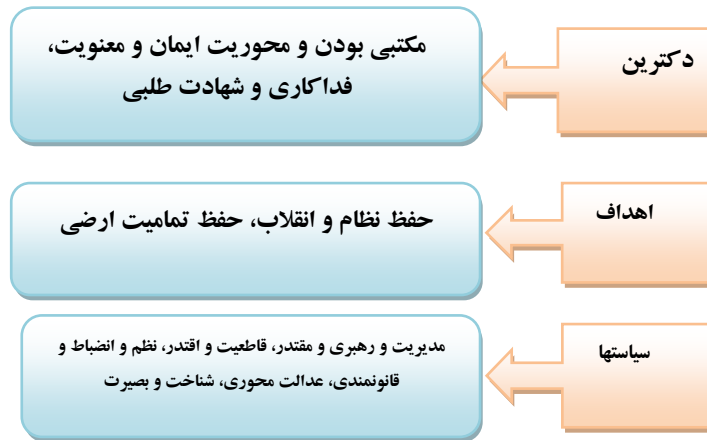 دکترین
مکتبی بودن و محوریت ایمان و معنویت،
فداکاری و شهادت طلبی
اهداف
حفظ نظام و انقلاب، حفظ تمامیت ارضی
سیاستها
مدیریت و رهبری و مقتدر، قاطعیت و اقتدر، نظم و انضباط و
قانونمندی، عدالت محوری، شناخت و بصیرت